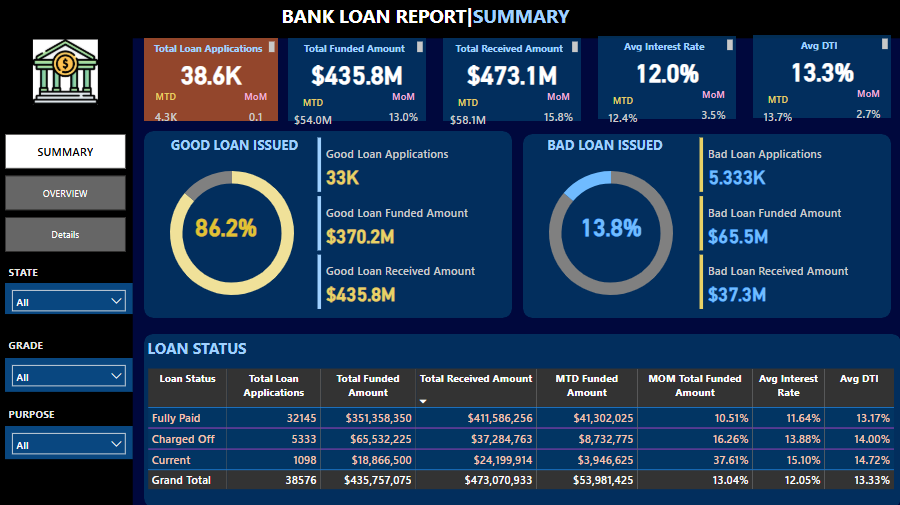 BANK LOAN REPORT|SUMMARY
Total Loan Applications
38.6K
MTD MoM
4.3K 0.1
Total Funded Amount
$435.8M
MTD MoM
$54.0M 13.0%
Total Received Amount
$473.1M
MTD MoM
$58.1M 15.8%
Avg Interest Rate
12.0%
MTD MoM
12.4% 3.5%
Avg DTI
13.3%
MTD MoM
13.7% 2.7%
SUMMARY
OVERVIEW
Details
STATE
All
GRADE
All
PURPOSE
All
GOOD LOAN ISSUED
86.2%
Good Loan Applications
33K
Good Loan Funded Amount
$370.2M
Good Loan Received Amount
$435.8M
BAD LOAN ISSUED
13.8%
Bad Loan Applications
5.333K
Bad Loan Funded Amount
$65.5M
Bad Loan Received Amount
$37.3M
LOAN STATUS
Loan Status Total Loan Applications Total Funded Amount Total Received Amount MTD Funded Amount MOM Total Funded Amount Avg Interest Rate Avg DTI
Fully Paid 32145 $351,358,350 $411,586,256 $41,302,025 10.51% 11.64% 13.17%
Charged Off 5333 $65,532,225 $37,284,763 $8,732,775 16.26% 13.88% 14.00%
Current 1098 $18,866,500 $24,199,914 $3,946,625 37.61% 15.10% 14.72%
Grand Total 38576 $435,757,075 $473,070,933 $53,981,425 13.04% 12.05% 13.33%